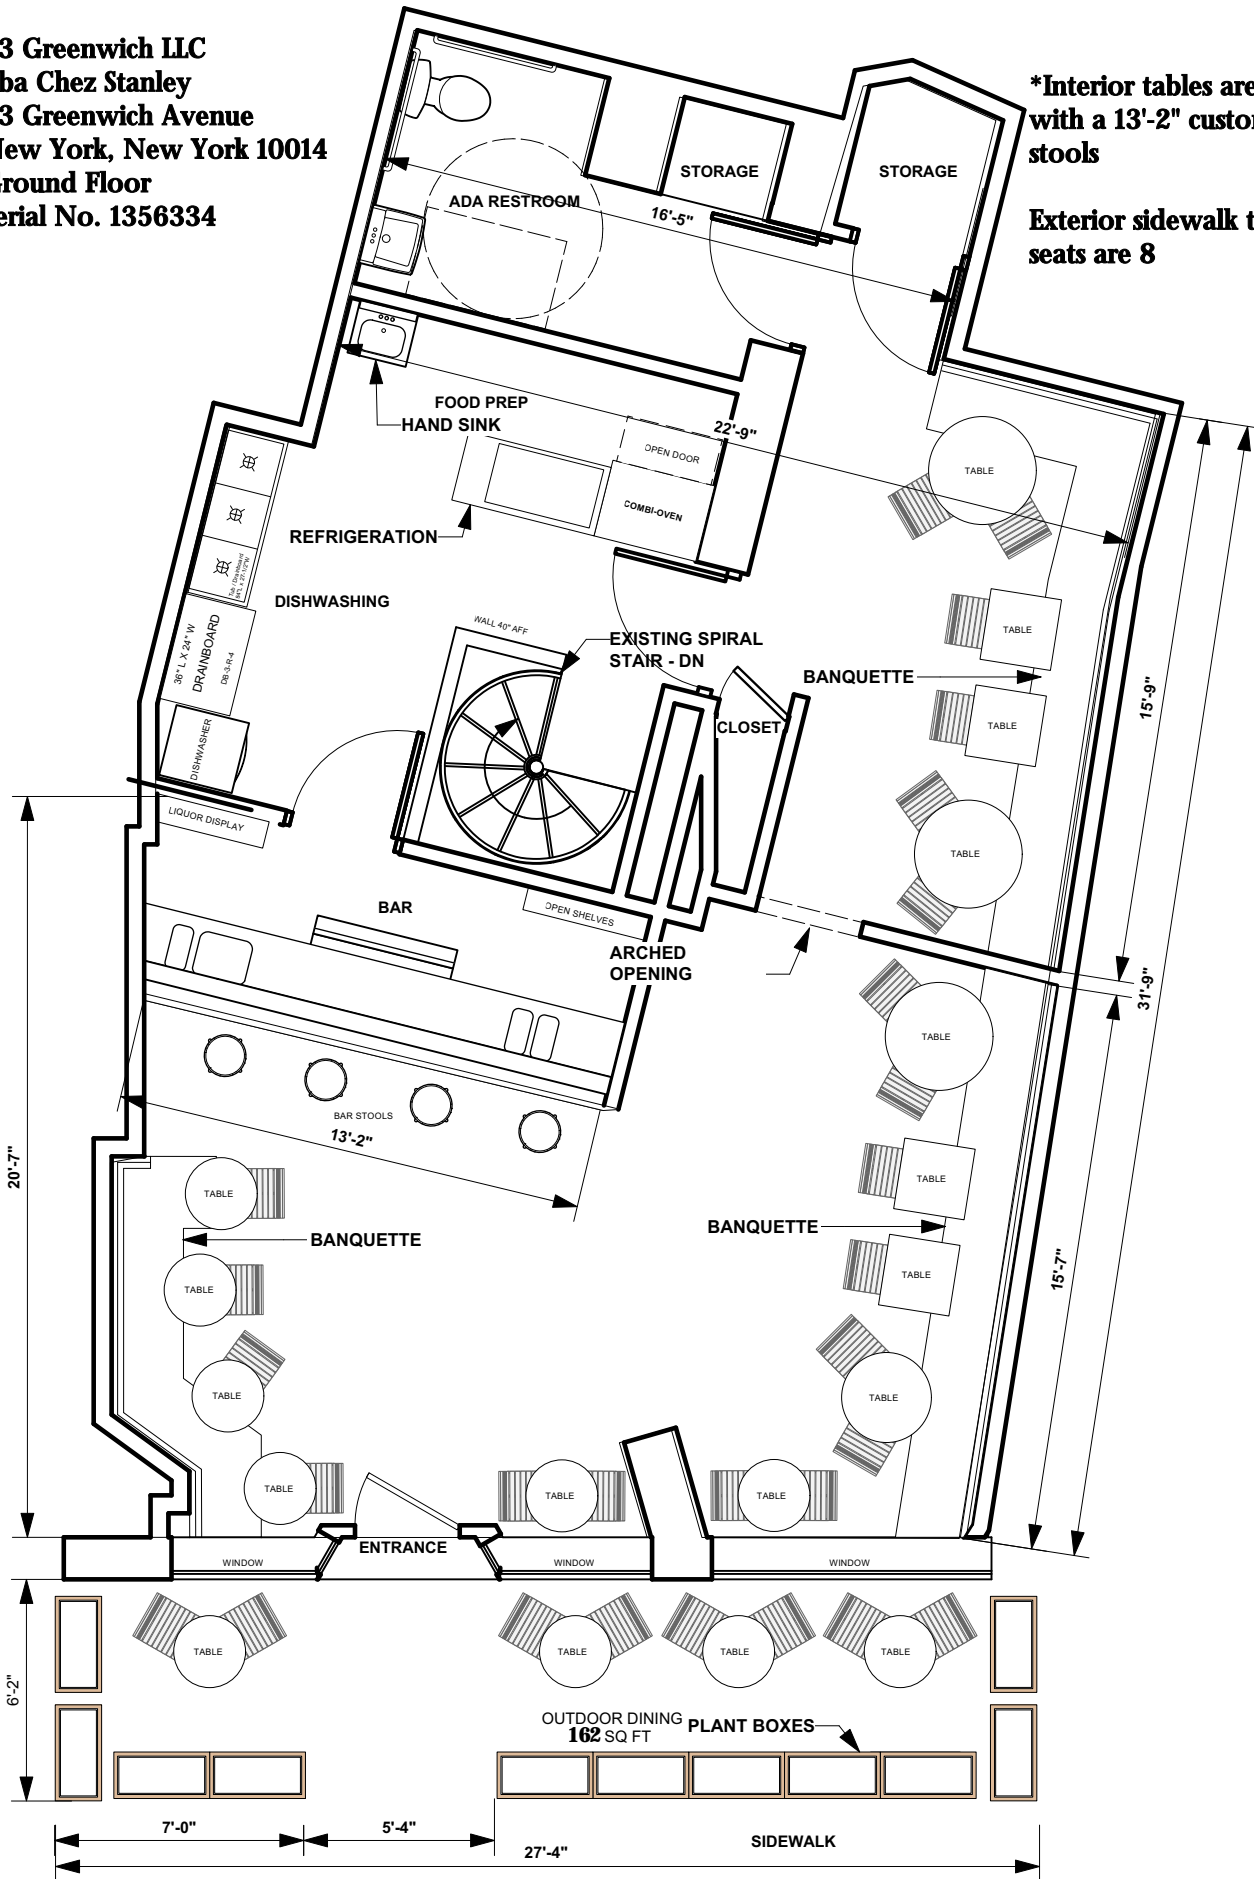 3 Greenwich LLC
ba Chez Stanley
3 Greenwich Avenue
New York, New York 10014
Ground Floor
erial No. 1356334
*Interior tables are
with a 13'-2" custo
stools
Exterior sidewalk t
seats are 8
STORAGE
STORAGE
ADA RESTROOM
16'-5"
FOOD PREP
HAND SINK
22'-9"
OPEN DOOR
COMBI-OVEN
TABLE
REFRIGERATION
Tub / Drainboard
DISHWASHING
TABLE
36" L X 24" W
DRAINBOARD
DB-3-R-4
WALL 40" AFF
EXISTING SPIRAL
STAIR - DN
BANQUETTE
15'-9"
CLOSET
TABLE
DISHWASHER
LIQUOR DISPLAY
TABLE
BAR
OPEN SHELVES
ARCHED
OPENING
31'-9"
TABLE
BAR STOOLS
13'-2"
20'-7"
TABLE
TABLE
BANQUETTE
BANQUETTE
TABLE
TABLE
15'-7"
TABLE
TABLE
TABLE
TABLE
TABLE
ENTRANCE
WINDOW
WINDOW
WINDOW
TABLE
TABLE
TABLE
TABLE
6'-2"
OUTDOOR DINING
162 SQ FT
PLANT BOXES
7'-0"
5'-4"
SIDEWALK
27'-4"